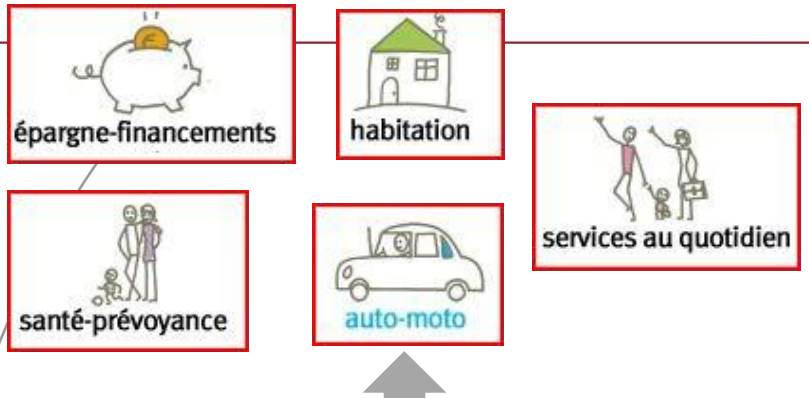 épargne-financements
habitation
services au quotidien
santé-prévoyance
auto-moto